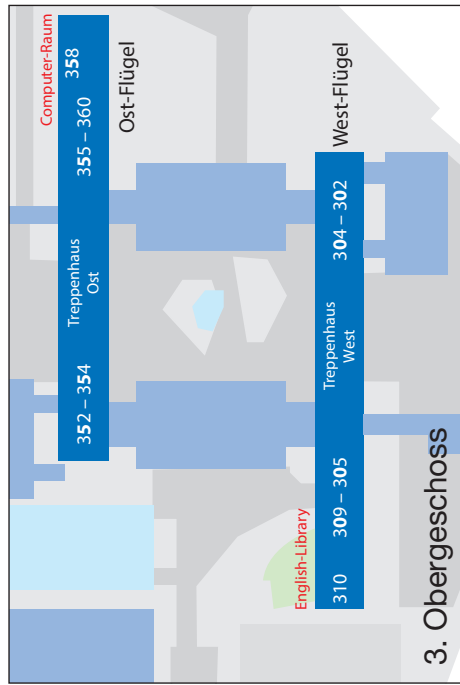 Computer-Raum
352 – 354
Treppenhaus
Ost
355 – 360
358
Ost-Flügel
West-Flügel
English-Library
310
309 – 305
Treppenhaus
West
304 – 302
3. Obergeschoss